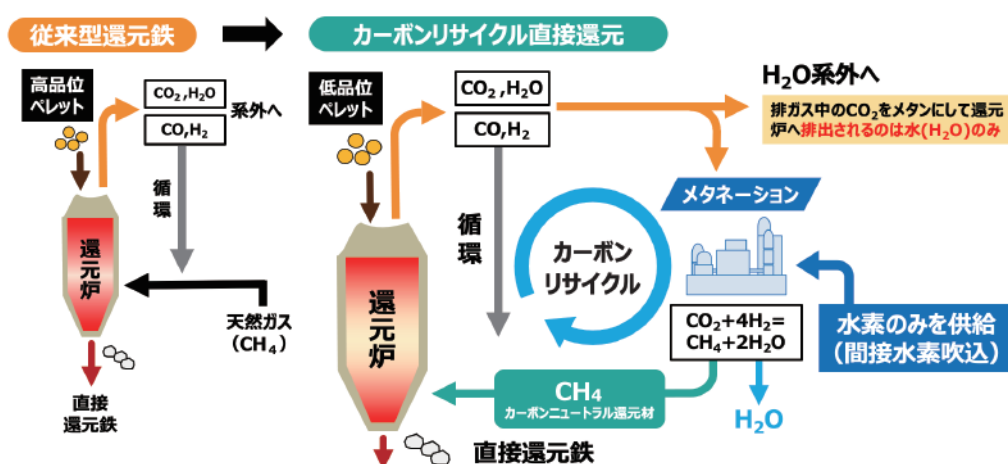 従来型還元鉄
カーボンリサイクル直接還元
高品位
ペレット
CO₂,H₂O
CO,H₂
系外へ
循
環
還
元
炉
天然ガス
(CH₄)
直接
還元鉄
低品位
ペレット
CO₂,H₂O
CO,H₂
循
環
還
元
炉
H₂O系外へ
排ガス中のCO₂をメタンにして還元
炉へ排出されるのは水(H₂O)のみ
メタネーション
カーボン
リサイクル
CO₂+4H₂=
CH₄+2H₂O
水素のみを供給
(間接水素吹込)
CH₄
カーボンニュートラル還元材
H₂O
直接還元鉄